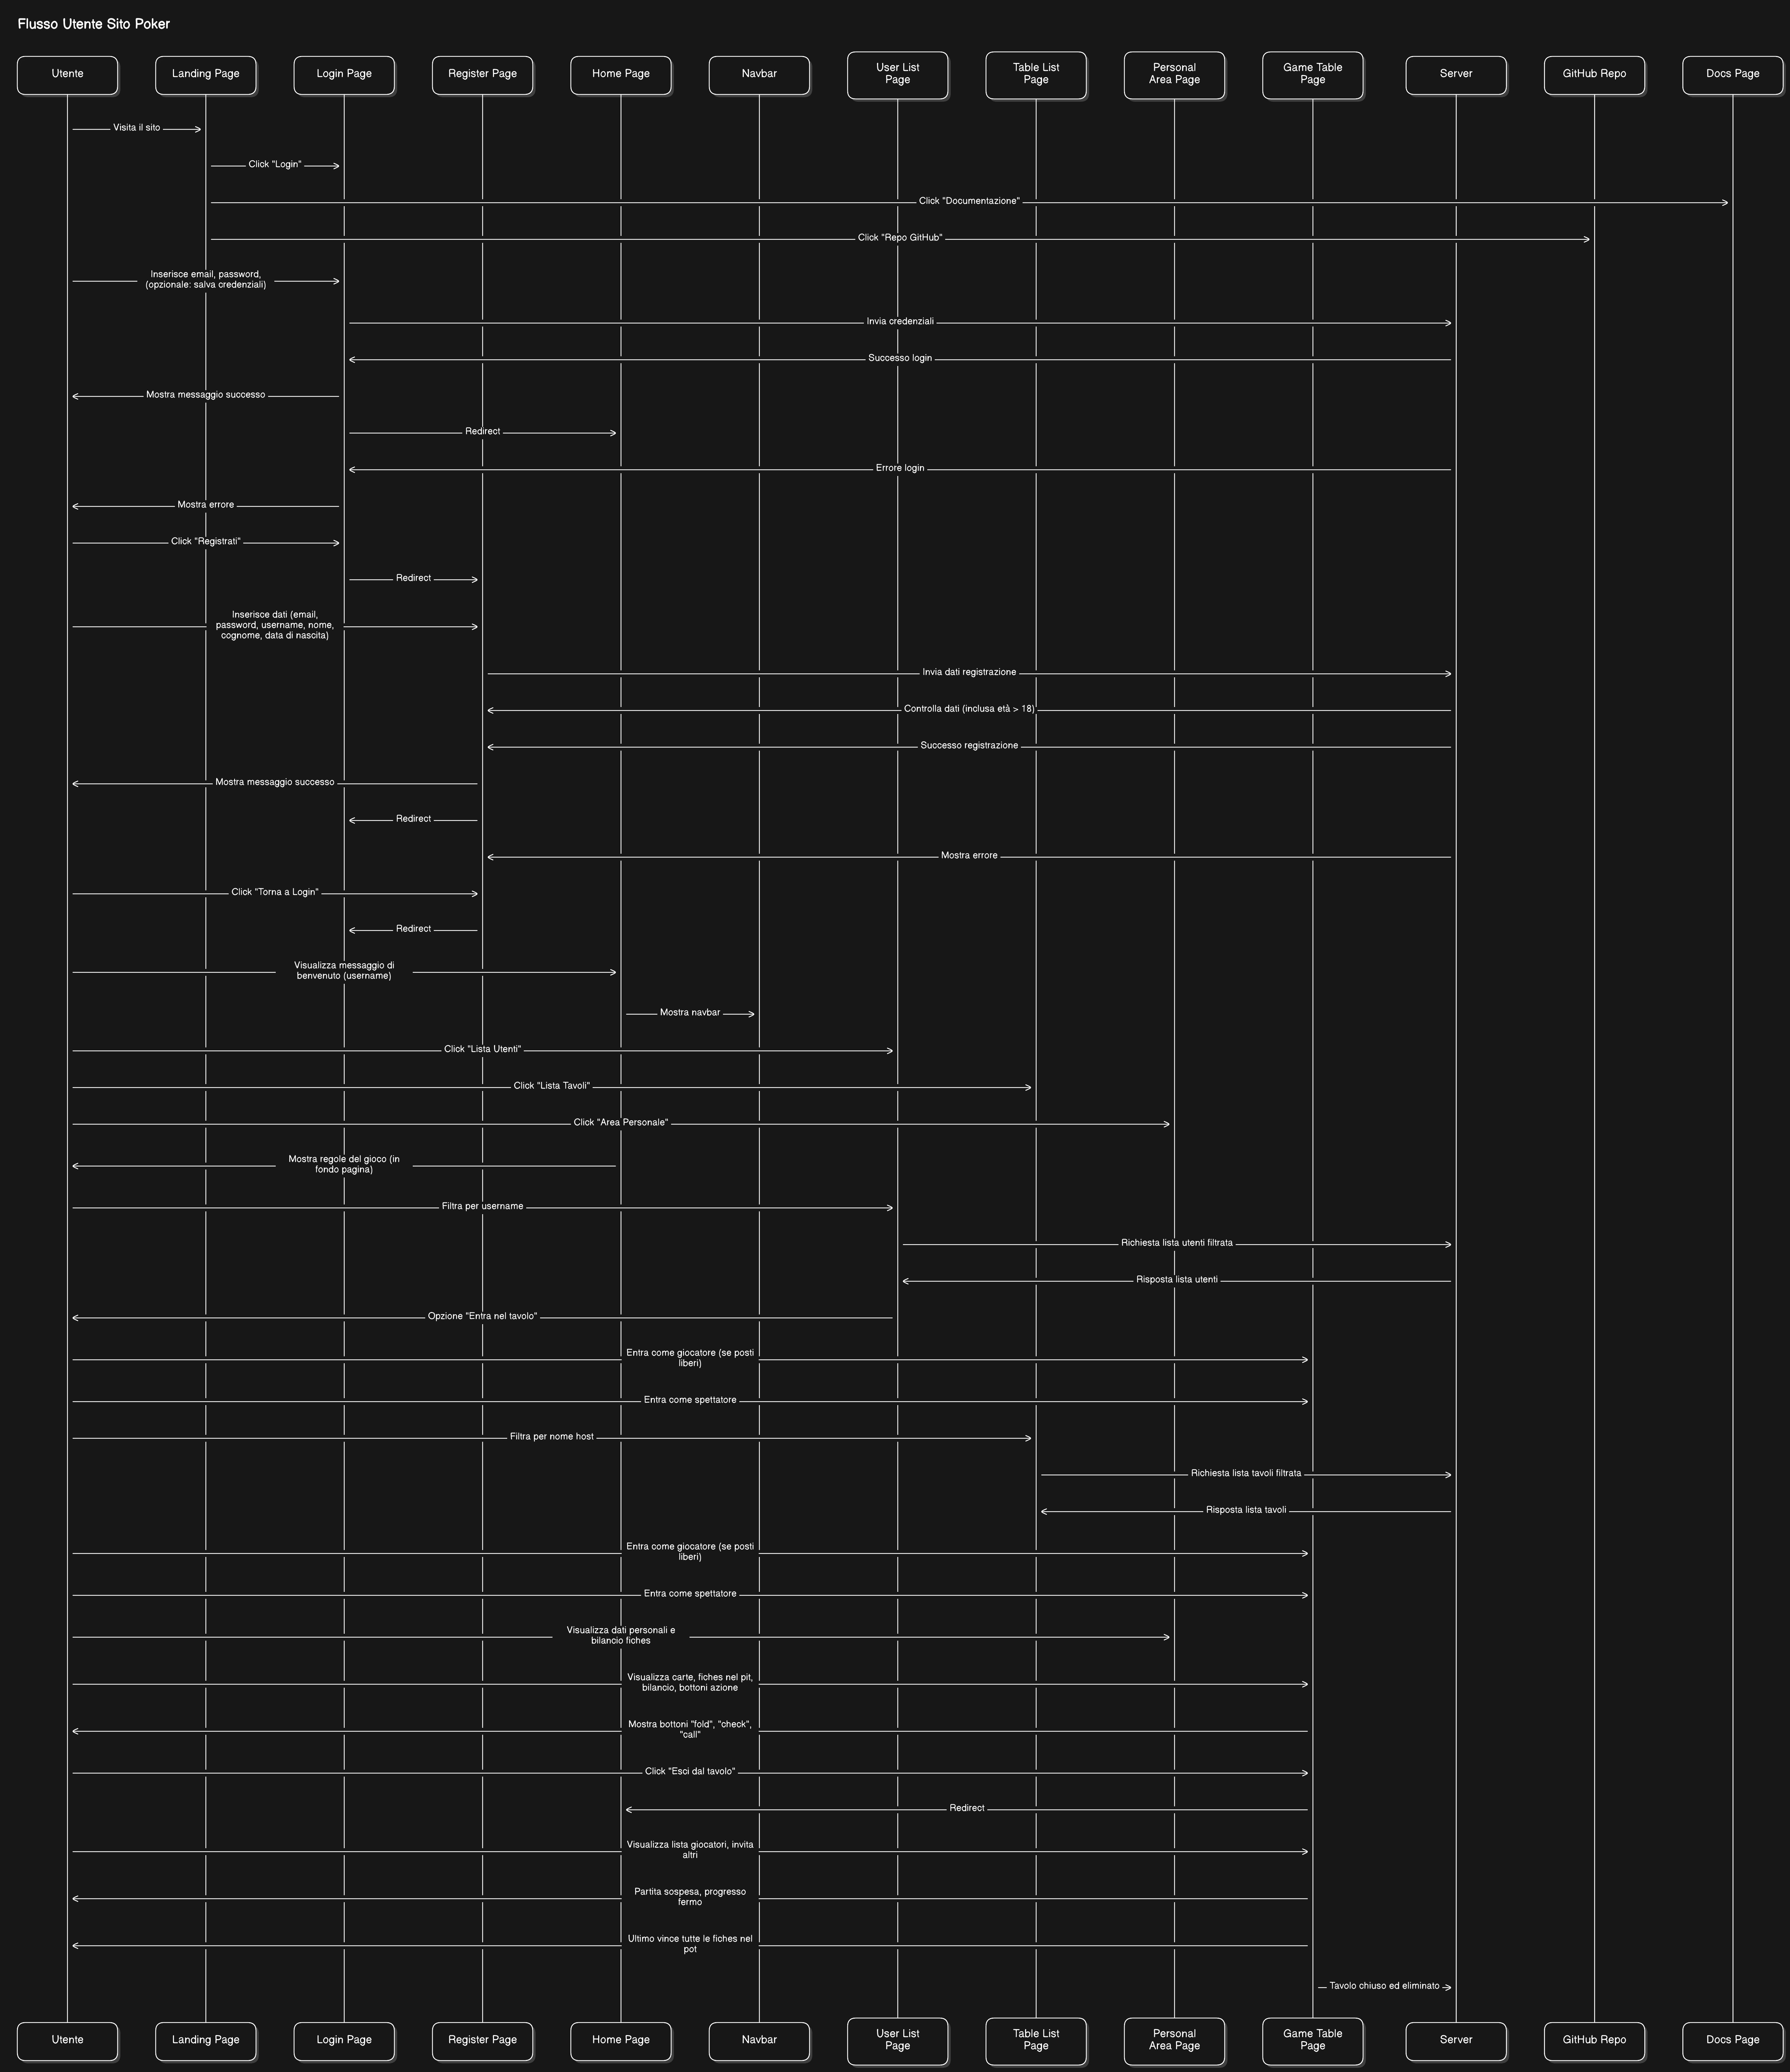 Flusso Utente Sito Poker
Utente
Landing Page
Login Page
Register Page
Home Page
Navbar
User List
Page
Table List
Page
Personal
Area Page
Game Table
Page
Server
GitHub Repo
Docs Page
Visita il sito
Click "Login"
Click "Documentazione"
Click "Repo GitHub"
Inserisce email, password,
(opzionale: salva credenziali)
Invia credenziali
Successo login
Mostra messaggio successo
Redirect
Errore login
Mostra errore
Click "Registrati"
Redirect
Inserisce dati (email,
password, username, nome,
cognome, data di nascita)
Invia dati registrazione
Controlla dati (inclusa età > 18)
Successo registrazione
Mostra messaggio successo
Redirect
Mostra errore
Click "Torna a Login"
Redirect
Visualizza messaggio di
benvenuto (username)
Mostra navbar
Click "Lista Utenti"
Click "Lista Tavoli"
Click "Area Personale"
Mostra regole del gioco (in
fondo pagina)
Filtra per username
Richiesta lista utenti filtrata
Risposta lista utenti
Opzione "Entra nel tavolo"
Entra come giocatore (se posti
liberi)
Entra come spettatore
Filtra per nome host
Richiesta lista tavoli filtrata
Risposta lista tavoli
Entra come giocatore (se posti
liberi)
Entra come spettatore
Visualizza dati personali e
bilancio fiches
Visualizza carte, fiches nel pit,
bilancio, bottoni azione
Mostra bottoni "fold", "check",
"call"
Click "Esci dal tavolo"
Redirect
Visualizza lista giocatori, invita
altri
Partita sospesa, progresso
fermo
Ultimo vince tutte le fiches nel
pot
Tavolo chiuso ed eliminato
Utente
Landing Page
Login Page
Register Page
Home Page
Navbar
User List
Page
Table List
Page
Personal
Area Page
Game Table
Page
Server
GitHub Repo
Docs Page